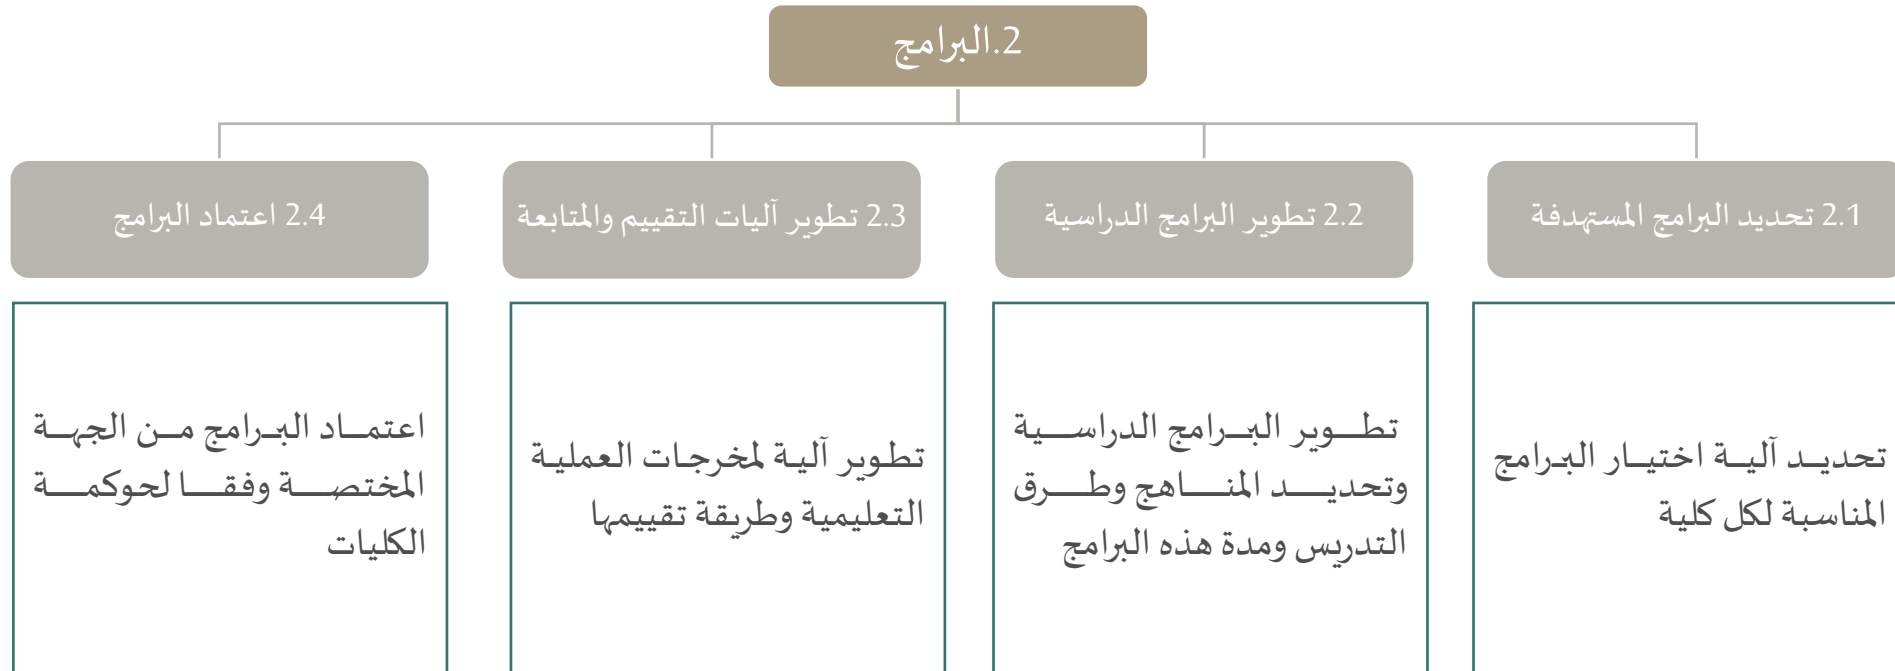 2.البرامج
2.1 تحديد البرامج المستهدفة
2.2 تطوير البرامج الدراسية
2.3 تطوير آليات التقييم والمتابعة
2.4 اعتماد البرامج
تحديد آلية اختيار البرامج
المناسبة لكل كلية
تطوير البرامج الدراسية
وتحديد المناهج وطرق
التدريس ومدة هذه البرامج
تطوير آلية لمخرجات العملية
التعليمية وطريقة تقييمها
اعتماد البرامج من الجهة
المختصة وفقا لحوكمة
الكليات